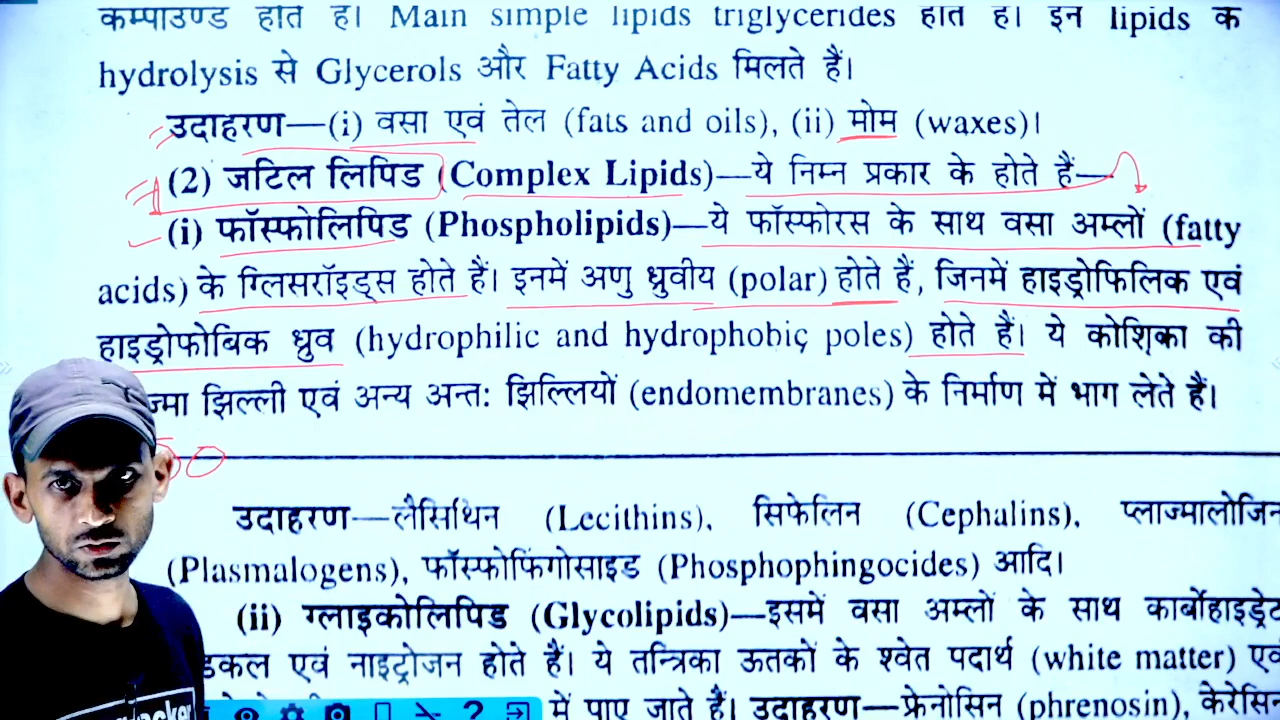 कम्पाउण्ड होते हैं। Main simple lipids triglycerides होते हैं। इन lipids के
hydrolysis से Glycerols और Fatty Acids मिलते हैं।
उदाहरण—(i) वसा एवं तेल (fats and oils), (ii) मोम (waxes)।
(2) जटिल लिपिड (Complex Lipids)—ये निम्न प्रकार के होते हैं—
(i) फॉस्फोलिपिड (Phospholipids)—ये फॉस्फोरस के साथ वसा अम्लों (fatty
acids) के ग्लिसरॉइड्स होते हैं। इनमें अणु ध्रुवीय (polar) होते हैं, जिनमें हाइड्रोफिलिक एवं
हाइड्रोफोबिक ध्रुव (hydrophilic and hydrophobic poles) होते हैं। ये कोशिका की
ज्मा झिल्ली एवं अन्य अन्त: झिल्लियों (endomembranes) के निर्माण में भाग लेते हैं।
उदाहरण—लैसिथिन (Lecithins), सिफेलिन (Cephalins), प्लाज्मालोजिन
(Plasmalogens), फॉस्फोफिंगोसाइड (Phosphophingocides) आदि।
(ii) ग्लाइकोलिपिड (Glycolipids)—इसमें वसा अम्लों के साथ कार्बोहाइड्रेट
डकल एवं नाइट्रोजन होते हैं। ये तन्त्रिका ऊतकों के श्वेत पदार्थ (white matter) एवं
में पाए जाते हैं। उदाहरण—फ्रेनोसिन (phrenosin), केरेसिन